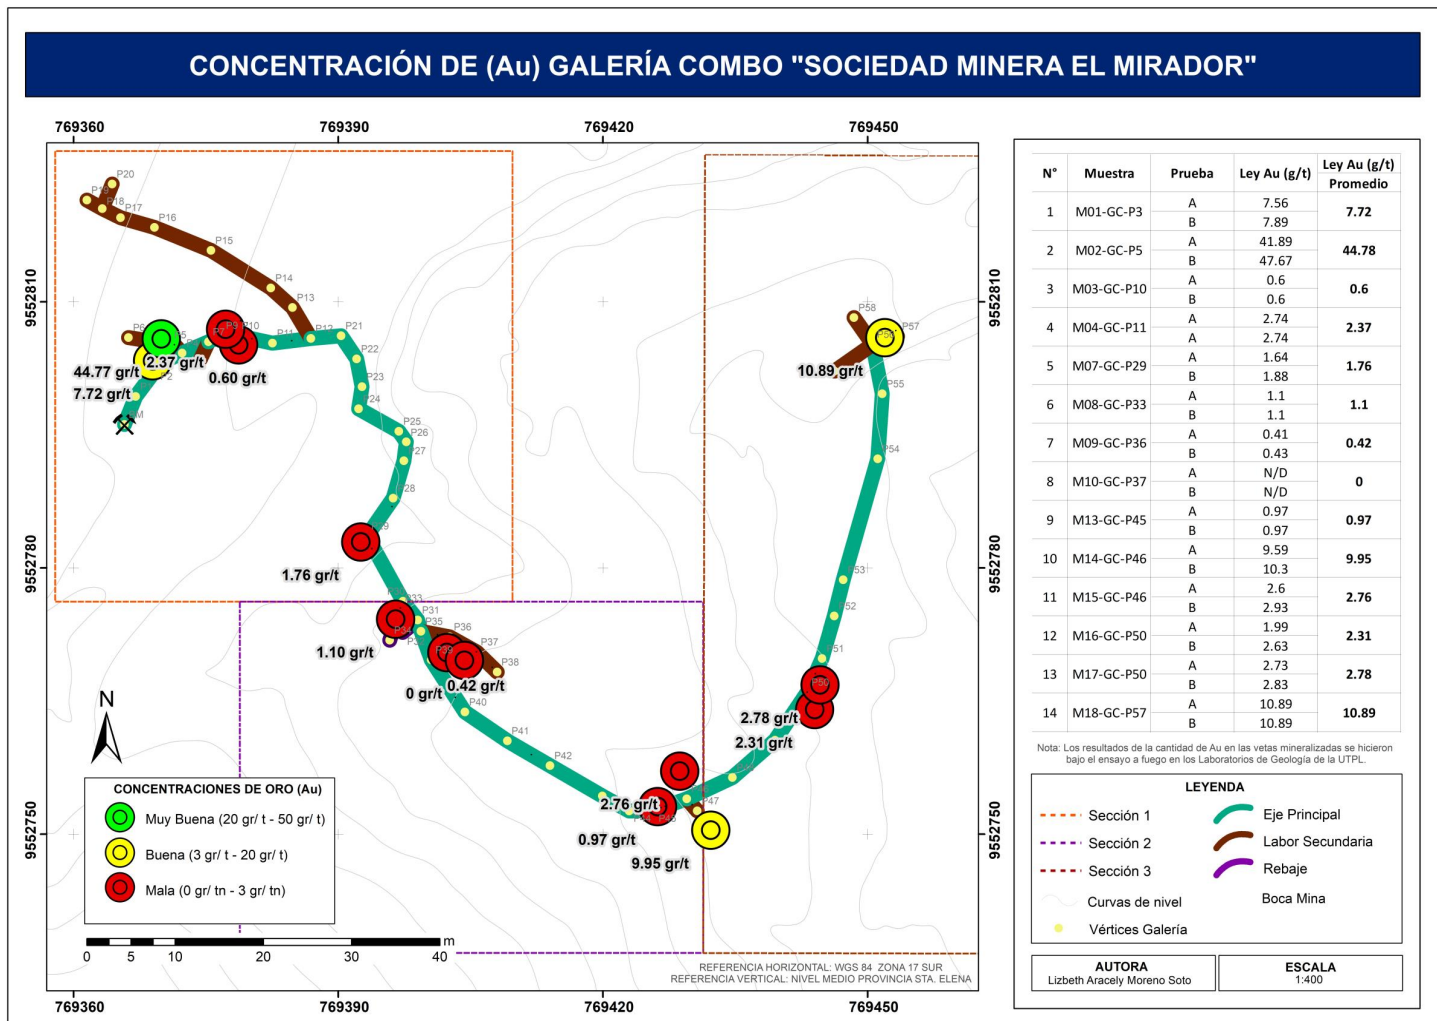 CONCENTRACIÓN DE (Au) GALERÍA COMBO "SOCIEDAD MINERA EL MIRADOR"
769360 769390 769420 769450
9552810 9552810
9552780 9552780
9552750 9552750
P20
P19
P18
P17
P16
P15
P14
P13
P12
P11
P21
P22
P23
P24
P25
P26
P27
P28
P33
P31
P35
P36
P37
P38
P39
P40
P41
P42
P47
P50
P51
P52
P53
P54
P55
P56
P57
P58
44.77 gr/t
7.72 gr/t
2.37 gr/t
0.60 gr/t
1.76 gr/t
1.10 gr/t
0 gr/t
0.42 gr/t
2.76 gr/t
0.97 gr/t
9.95 gr/t
2.78 gr/t
2.31 gr/t
10.89 gr/t
N
CONCENTRACIONES DE ORO (Au)
Muy Buena (20 gr/ t - 50 gr/ t)
Buena (3 gr/ t - 20 gr/ t)
Mala (0 gr/ tn - 3 gr/ tn)
0 5 10 20 30 40 m
REFERENCIA HORIZONTAL: WGS 84 ZONA 17 SUR
REFERENCIA VERTICAL: NIVEL MEDIO PROVINCIA STA. ELENA
769360 769390 769420 769450
N° Muestra Prueba Ley Au (g/t) Ley Au (g/t) Promedio
1 M01-GC-P3 A 7.56 7.72
B 7.89
2 M02-GC-P5 A 41.89 44.78
B 47.67
3 M03-GC-P10 A 0.6 0.6
B 0.6
4 M04-GC-P11 A 2.74 2.37
A 2.74
5 M07-GC-P29 A 1.64 1.76
B 1.88
6 M08-GC-P33 A 1.1 1.1
B 1.1
7 M09-GC-P36 A 0.41 0.42
B 0.43
8 M10-GC-P37 A N/D 0
B N/D
9 M13-GC-P45 A 0.97 0.97
B 0.97
10 M14-GC-P46 A 9.59 9.95
B 10.3
11 M15-GC-P46 A 2.6 2.76
B 2.93
12 M16-GC-P50 A 1.99 2.31
B 2.63
13 M17-GC-P50 A 2.73 2.78
B 2.83
14 M18-GC-P57 A 10.89 10.89
B 10.89
Nota: Los resultados de la cantidad de Au en las vetas mineralizadas se hicieron
bajo el ensayo a fuego en los Laboratorios de Geología de la UTPL.
LEYENDA
Sección 1 Eje Principal
Sección 2 Labor Secundaria
Sección 3 Rebaje
Curvas de nivel Boca Mina
Vértices Galería
AUTORA
Lizbeth Aracely Moreno Soto
ESCALA
1:400